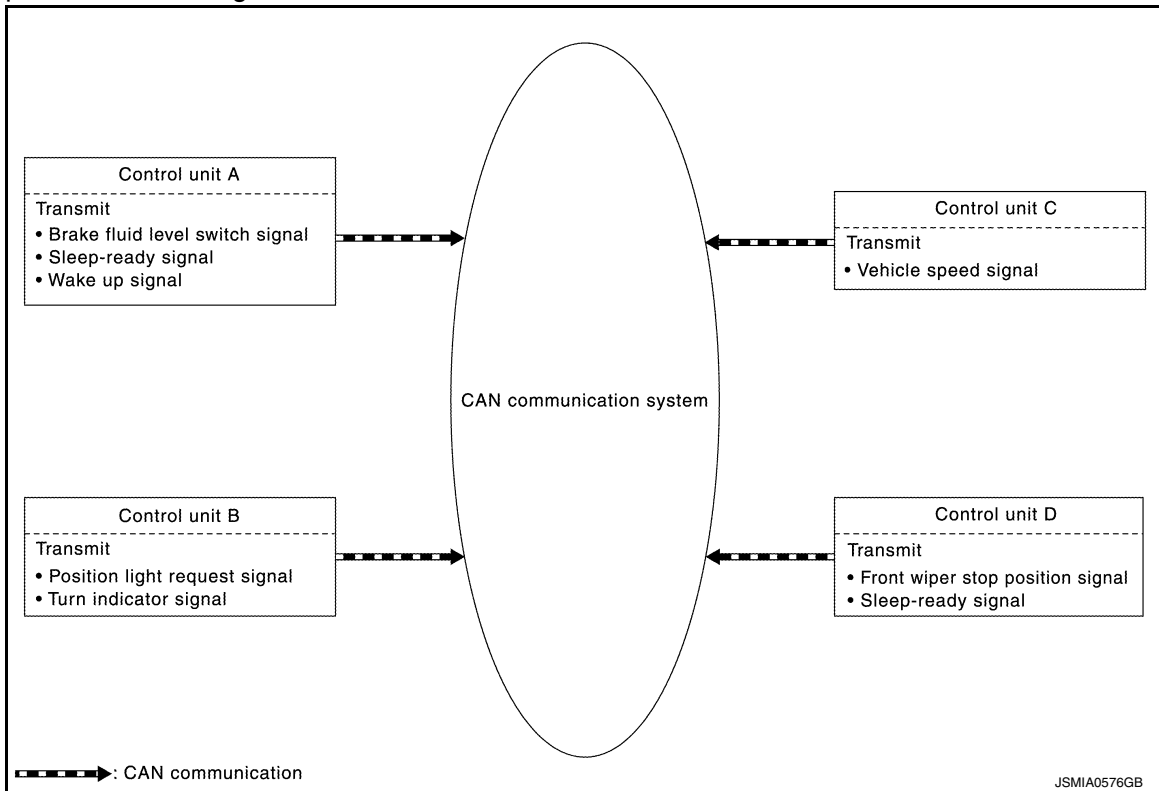 Control unit A
Transmit
• Brake fluid level switch signal
• Sleep-ready signal
• Wake up signal
Control unit C
Transmit
• Vehicle speed signal
CAN communication system
Control unit B
Transmit
• Position light request signal
• Turn indicator signal
Control unit D
Transmit
• Front wiper stop position signal
• Sleep-ready signal
: CAN communication
JSMIA0576GB